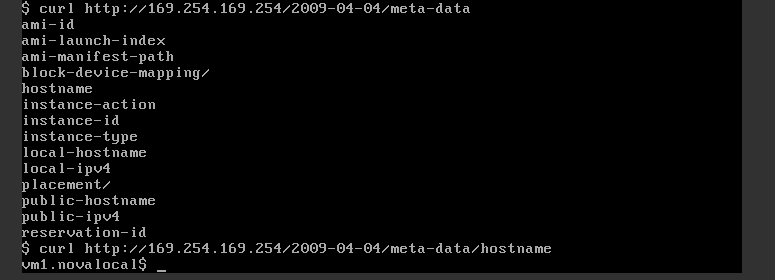 $ curl http://169.254.169.254/2009-04-04/meta-data
ami-id
ami-launch-index
ami-manifest-path
block-device-mapping/
hostname
instance-action
instance-id
instance-type
local-hostname
local-ipv4
placement/
public-hostname
public-ipv4
reservation-id
$ curl http://169.254.169.254/2009-04-04/meta-data/hostname
vm1.novalocal$ _